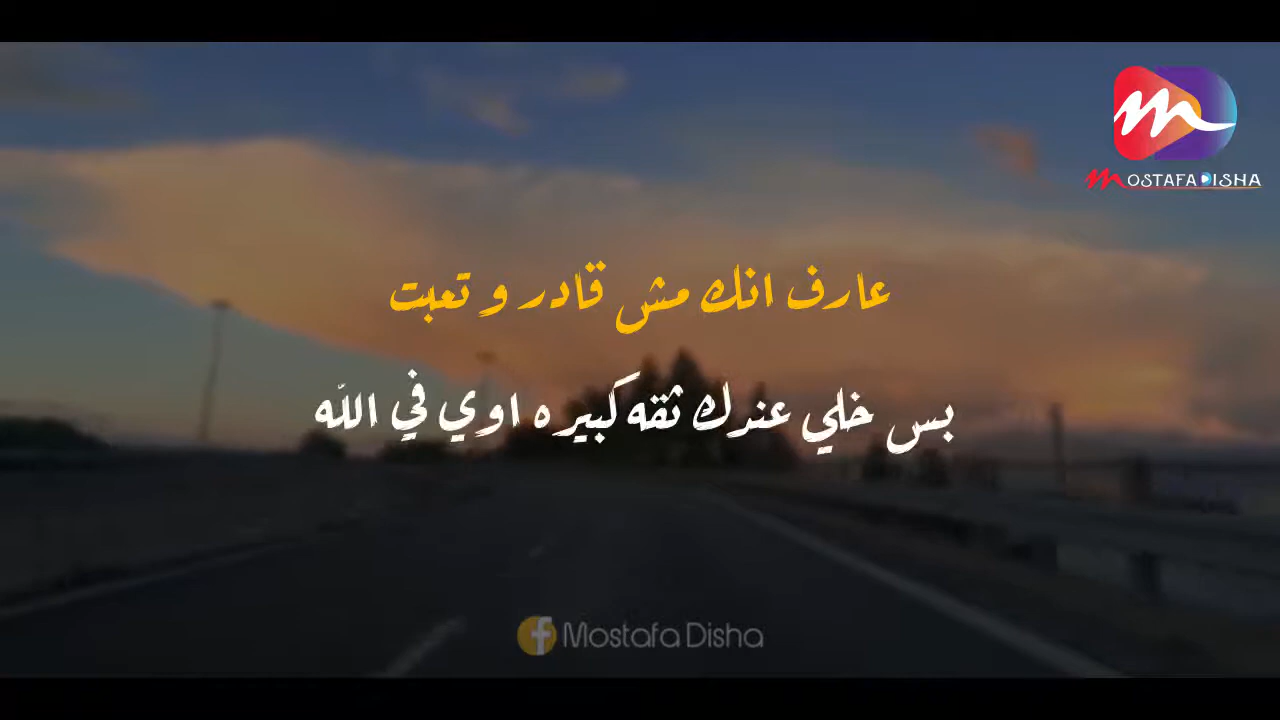 MOSTAFA DISHA
عارف انك مش قادر و تعبت
بس خلي عندك ثقه كبيره اوي في الله
Mostafa Disha